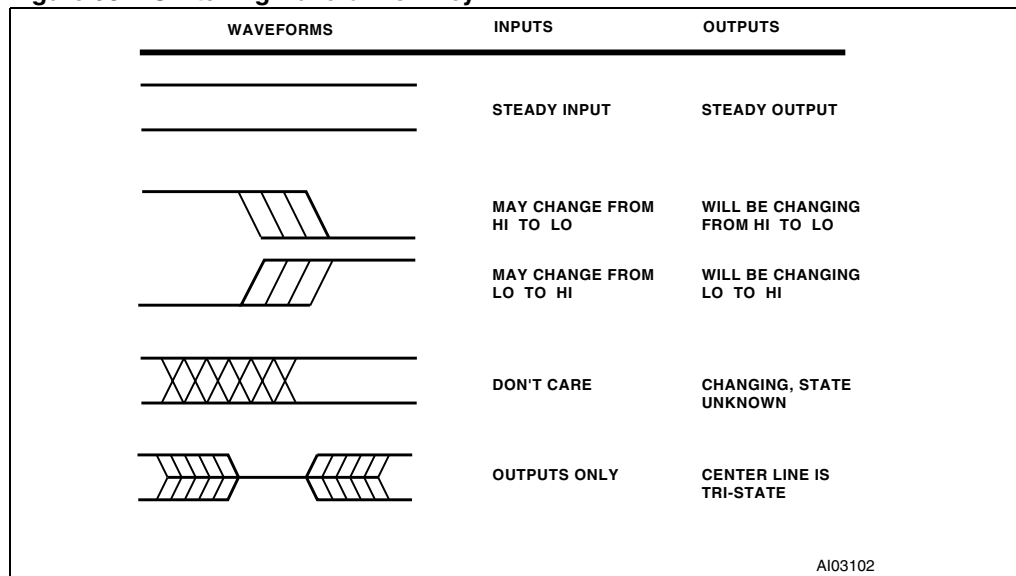 WAVEFORMS INPUTS OUTPUTS
STEADY INPUT STEADY OUTPUT
MAY CHANGE FROM WILL BE CHANGING
HI TO LO FROM HI TO LO
MAY CHANGE FROM WILL BE CHANGING
LO TO HI LO TO HI
DON'T CARE CHANGING, STATE
UNKNOWN
OUTPUTS ONLY CENTER LINE IS
TRI-STATE
AI03102